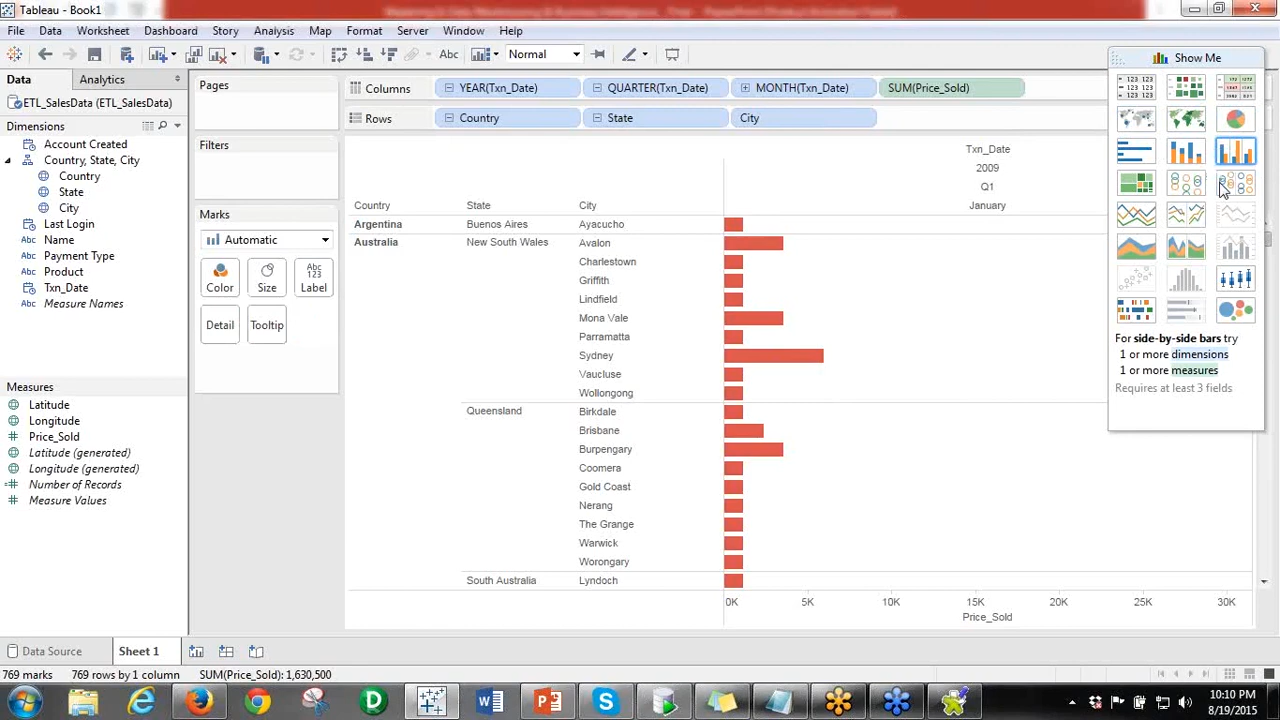 Tableau - Book1
File Data Worksheet Dashboard Story Analysis Map Format Server Window Help
Abc Normal
Show Me
Data Analytics
ETL_SalesData (ETL_SalesData)
Dimensions
Account Created
Country, State, City
Country
State
City
Last Login
Abc Name
Abc Payment Type
Abc Product
Txn_Date
Abc Measure Names
Measures
Latitude
Longitude
Price_Sold
Latitude (generated)
Longitude (generated)
Number of Records
Measure Values
Pages
Filters
Marks
Automatic
Abc
123
Color Size Label
Detail Tooltip
Columns YEAR(Txn_Date) QUARTER(Txn_Date) MONTH(Txn_Date) SUM(Price_Sold)
Rows Country State City
Txn_Date
2009
Q1
January
Country State City
Argentina Buenos Aires Ayacucho
Australia New South Wales Avalon
Charlestown
Griffith
Lindfield
Mona Vale
Parramatta
Sydney
Vaucluse
Wollongong
Queensland Birkdale
Brisbane
Burpengary
Coomera
Gold Coast
Nerang
The Grange
Warwick
Worongary
South Australia Lyndoch
0K 5K 10K 15K 20K 25K 30K
Price_Sold
For side-by-side bars try
1 or more dimensions
1 or more measures
Requires at least 3 fields
Data Source Sheet 1
769 marks 769 rows by 1 column SUM(Price_Sold): 1,630,500
10:10 PM
8/19/2015